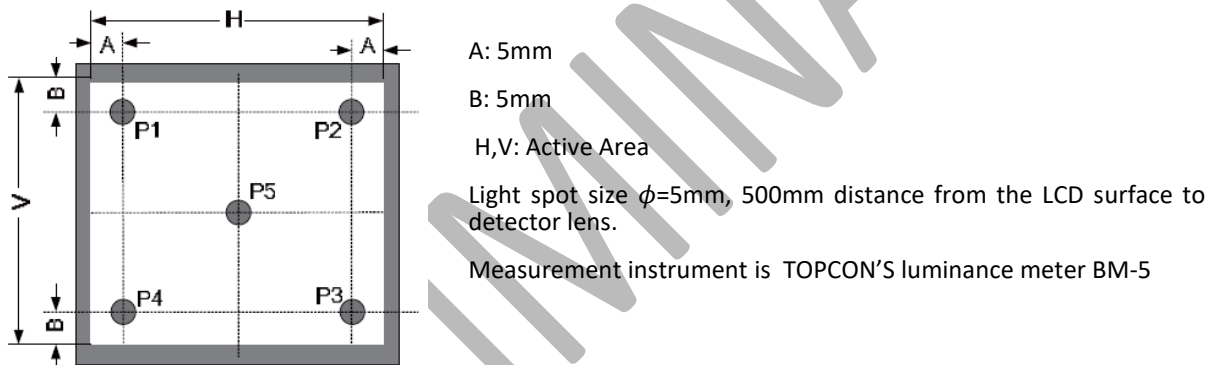 H
A
A
B
P1
P2
V
P5
P4
P3
B
A: 5mm
B: 5mm
H,V: Active Area
Light spot size ϕ=5mm, 500mm distance from the LCD surface to
detector lens.
Measurement instrument is TOPCON'S luminance meter BM-5
MINA